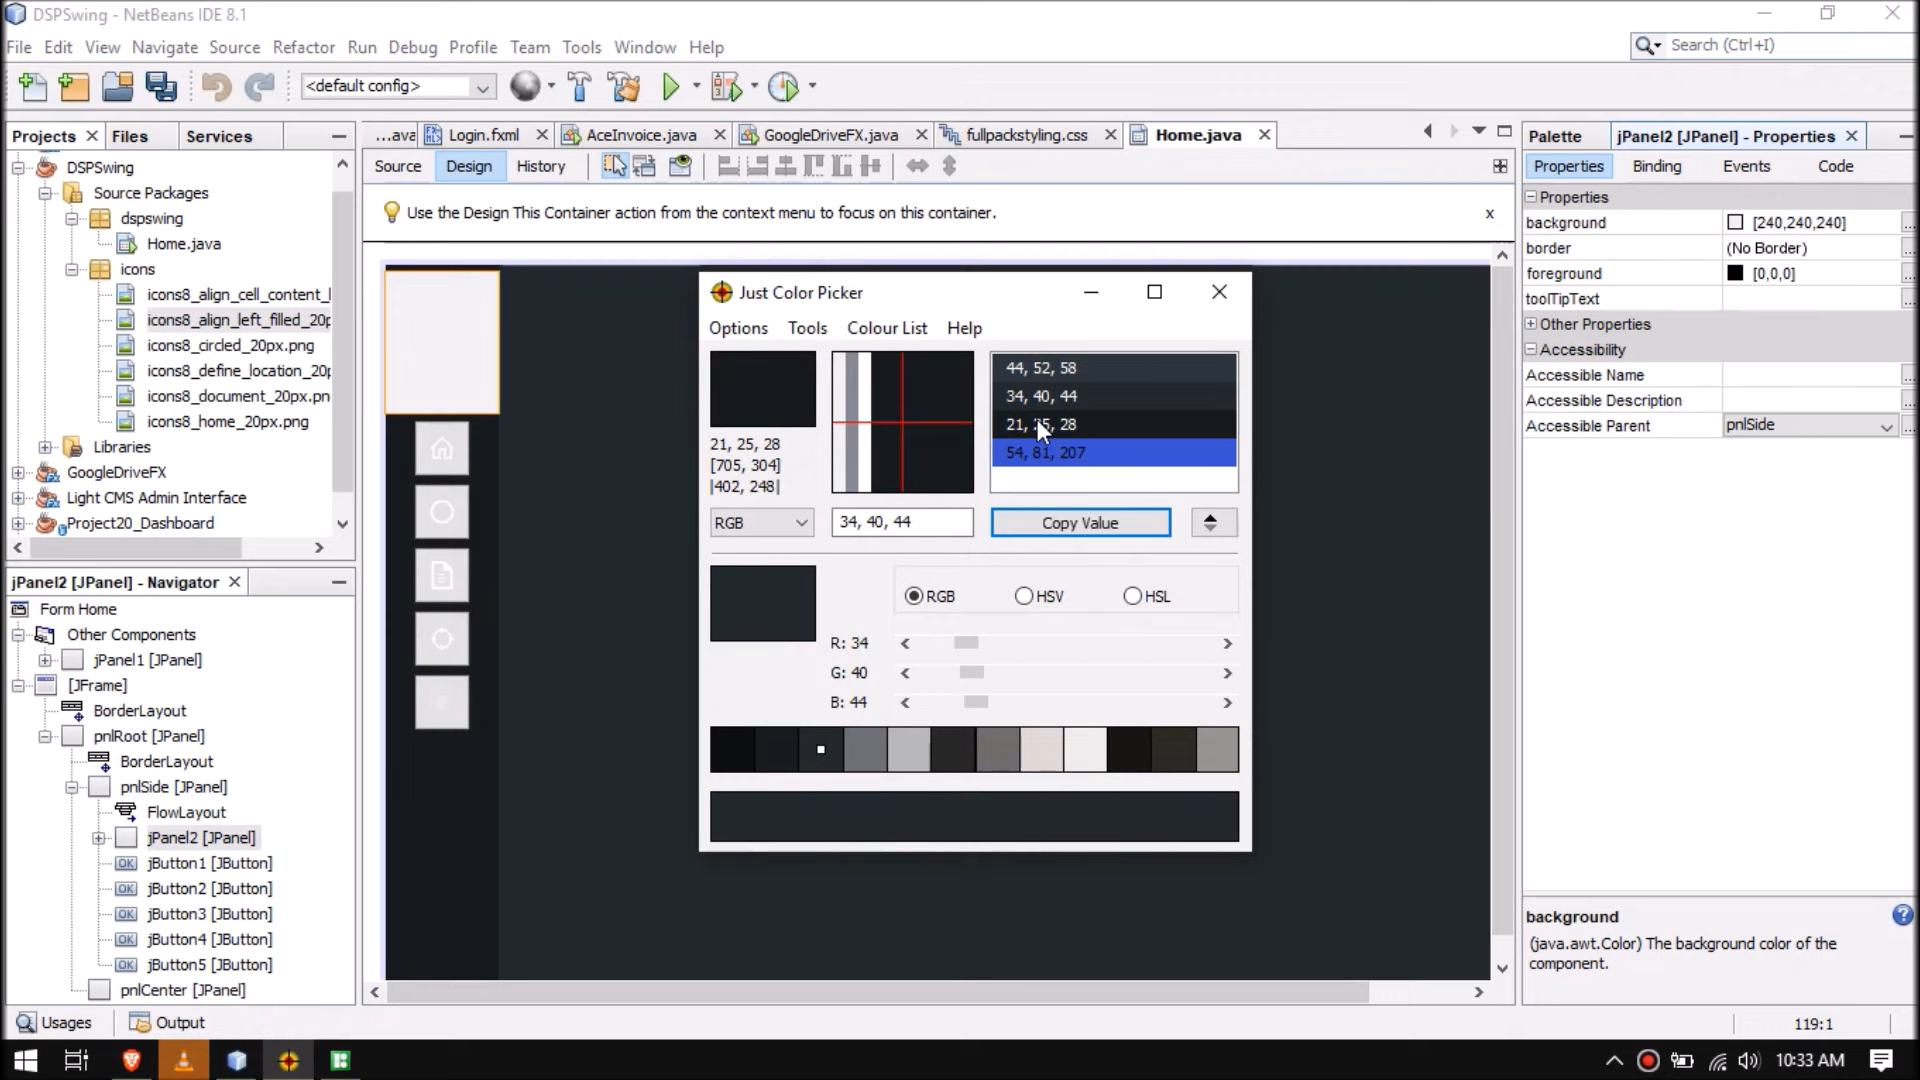 DSPSwing - NetBeans IDE 8.1
File Edit View Navigate Source Refactor Run Debug Profile Team Tools Window Help
Search (Ctrl+I)
<default config>
Projects Files Services
DSPSwing
Source Packages
dspswing
Home.java
icons
icons8_align_cell_content_l
icons8_align_left_filled_20p
icons8_circled_20px.png
icons8_define_location_20p
icons8_document_20px.pn
icons8_home_20px.png
Libraries
GoogleDriveFX
Light CMS Admin Interface
Project20_Dashboard
jPanel2 [JPanel] - Navigator
Form Home
Other Components
jPanel1 [JPanel]
[JFrame]
BorderLayout
pnlRoot [JPanel]
BorderLayout
pnlSide [JPanel]
FlowLayout
jPanel2 [JPanel]
OK jButton1 [JButton]
OK jButton2 [JButton]
OK jButton3 [JButton]
OK jButton4 [JButton]
OK jButton5 [JButton]
pnlCenter [JPanel]
...ava Login.fxml AceInvoice.java GoogleDriveFX.java fullpackstyling.css Home.java
Source Design History
Use the Design This Container action from the context menu to focus on this container.
x
Just Color Picker
Options Tools Colour List Help
44, 52, 58
34, 40, 44
21, 25, 28
54, 81, 207
21, 25, 28
[705, 304]
|402, 248|
RGB
34, 40, 44
Copy Value
RGB HSV HSL
R: 34
G: 40
B: 44
Palette jPanel2 [JPanel] - Properties
Properties Binding Events Code
Properties
background [240,240,240] ...
border (No Border) ...
foreground [0,0,0] ...
toolTipText ...
Other Properties
Accessibility
Accessible Name ...
Accessible Description ...
Accessible Parent pnlSide ...
background
(java.awt.Color) The background color of the
component.
Usages Output
119:1
10:33 AM